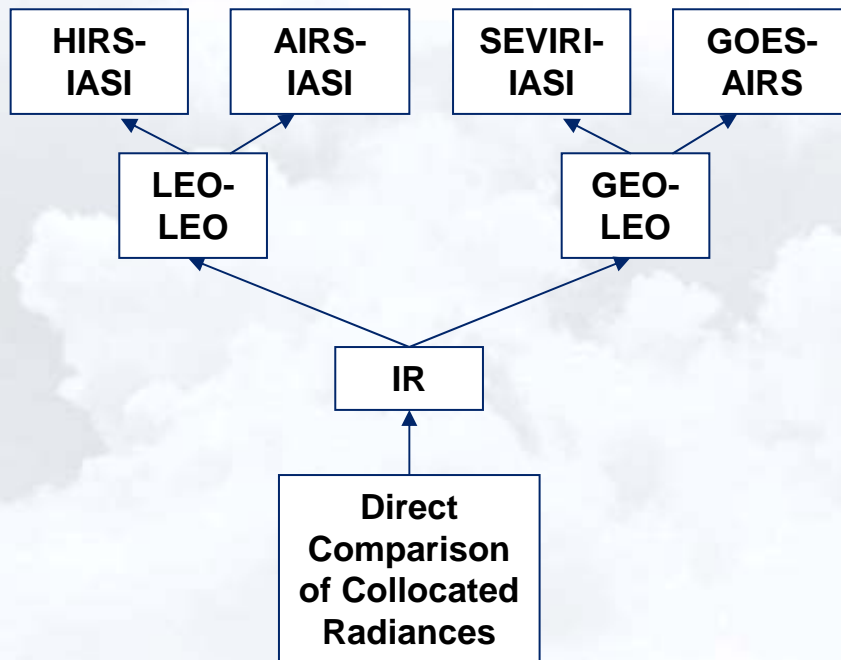 HIRS-
IASI
AIRS-
IASI
SEVIRI-
IASI
GOES-
AIRS
LEO-
LEO
GEO-
LEO
IR
Direct
Comparison
of Collocated
Radiances